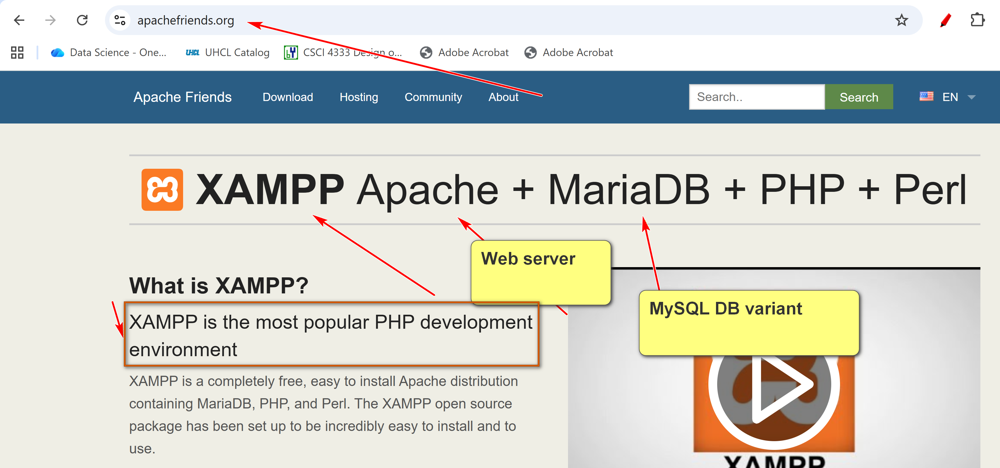 apachefriends.org
Data Science - One...
UHCL UHCL Catalog
CSCI 4333 Design o...
Adobe Acrobat
Adobe Acrobat
Apache Friends
Download
Hosting
Community
About
Search..
Search
EN
XAMPP Apache + MariaDB + PHP + Perl
Web server
MySQL DB variant
What is XAMPP?
XAMPP is the most popular PHP development
environment
XAMPP is a completely free, easy to install Apache distribution
containing MariaDB, PHP, and Perl. The XAMPP open source
package has been set up to be incredibly easy to install and to
use.
XAMPP